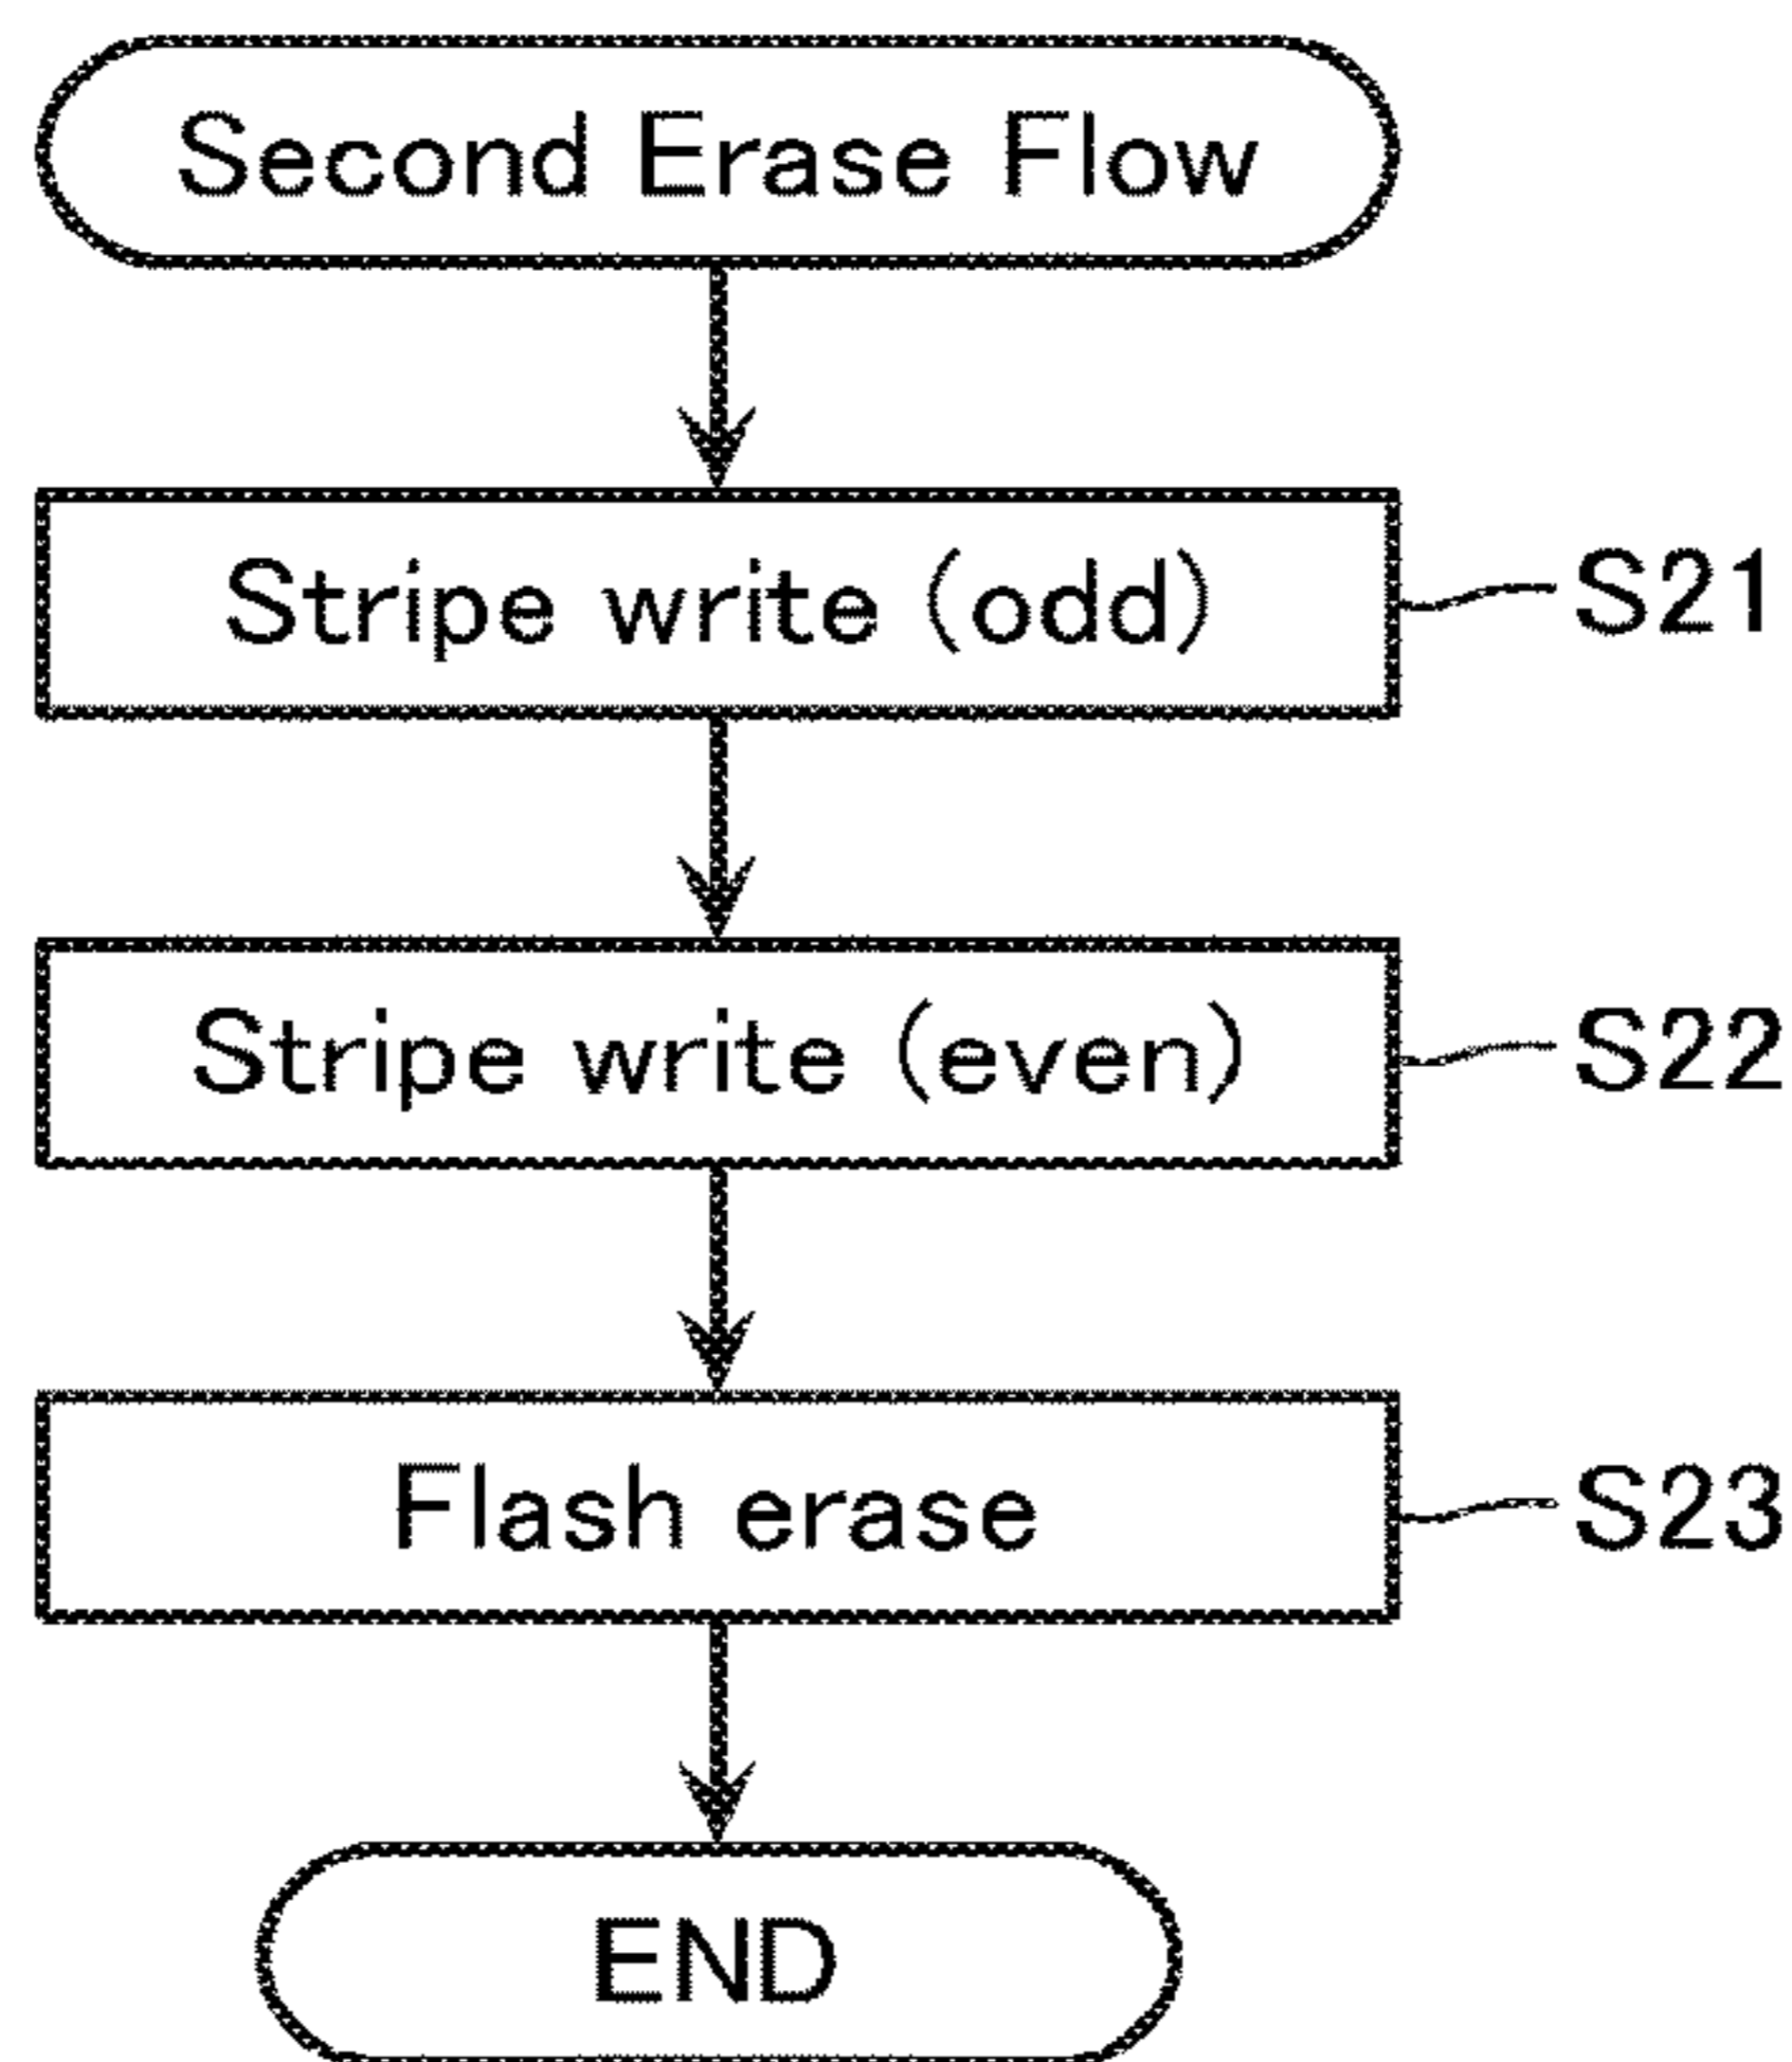 Second Erase Flow
Stripe write (odd)
S21
Stripe write (even)
S22
Flash erase
S23
END